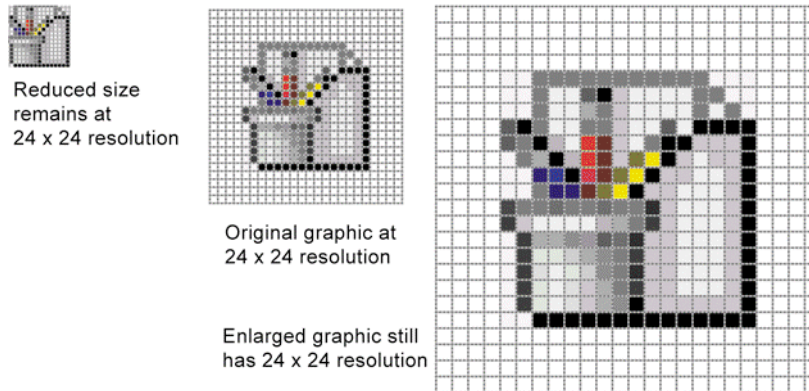 Reduced size
remains at
24 x 24 resolution
Original graphic at
24 x 24 resolution
Enlarged graphic still
has 24 x 24 resolution